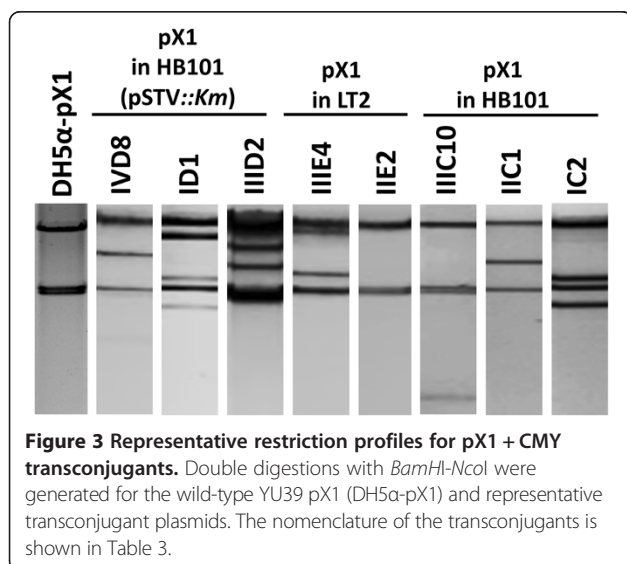 pX1
in HB101
(pSTV::Km)
pX1
in LT2
pX1
in HB101
DH5α-pX1
IVD8
ID1
IIID2
IIIE4
IIE2
IIIC10
IIC1
IC2
Figure 3 Representative restriction profiles for pX1 + CMY
transconjugants. Double digestions with BamHI-NcoI were
generated for the wild-type YU39 pX1 (DH5α-pX1) and representative
transconjugant plasmids. The nomenclature of the transconjugants is
shown in Table 3.